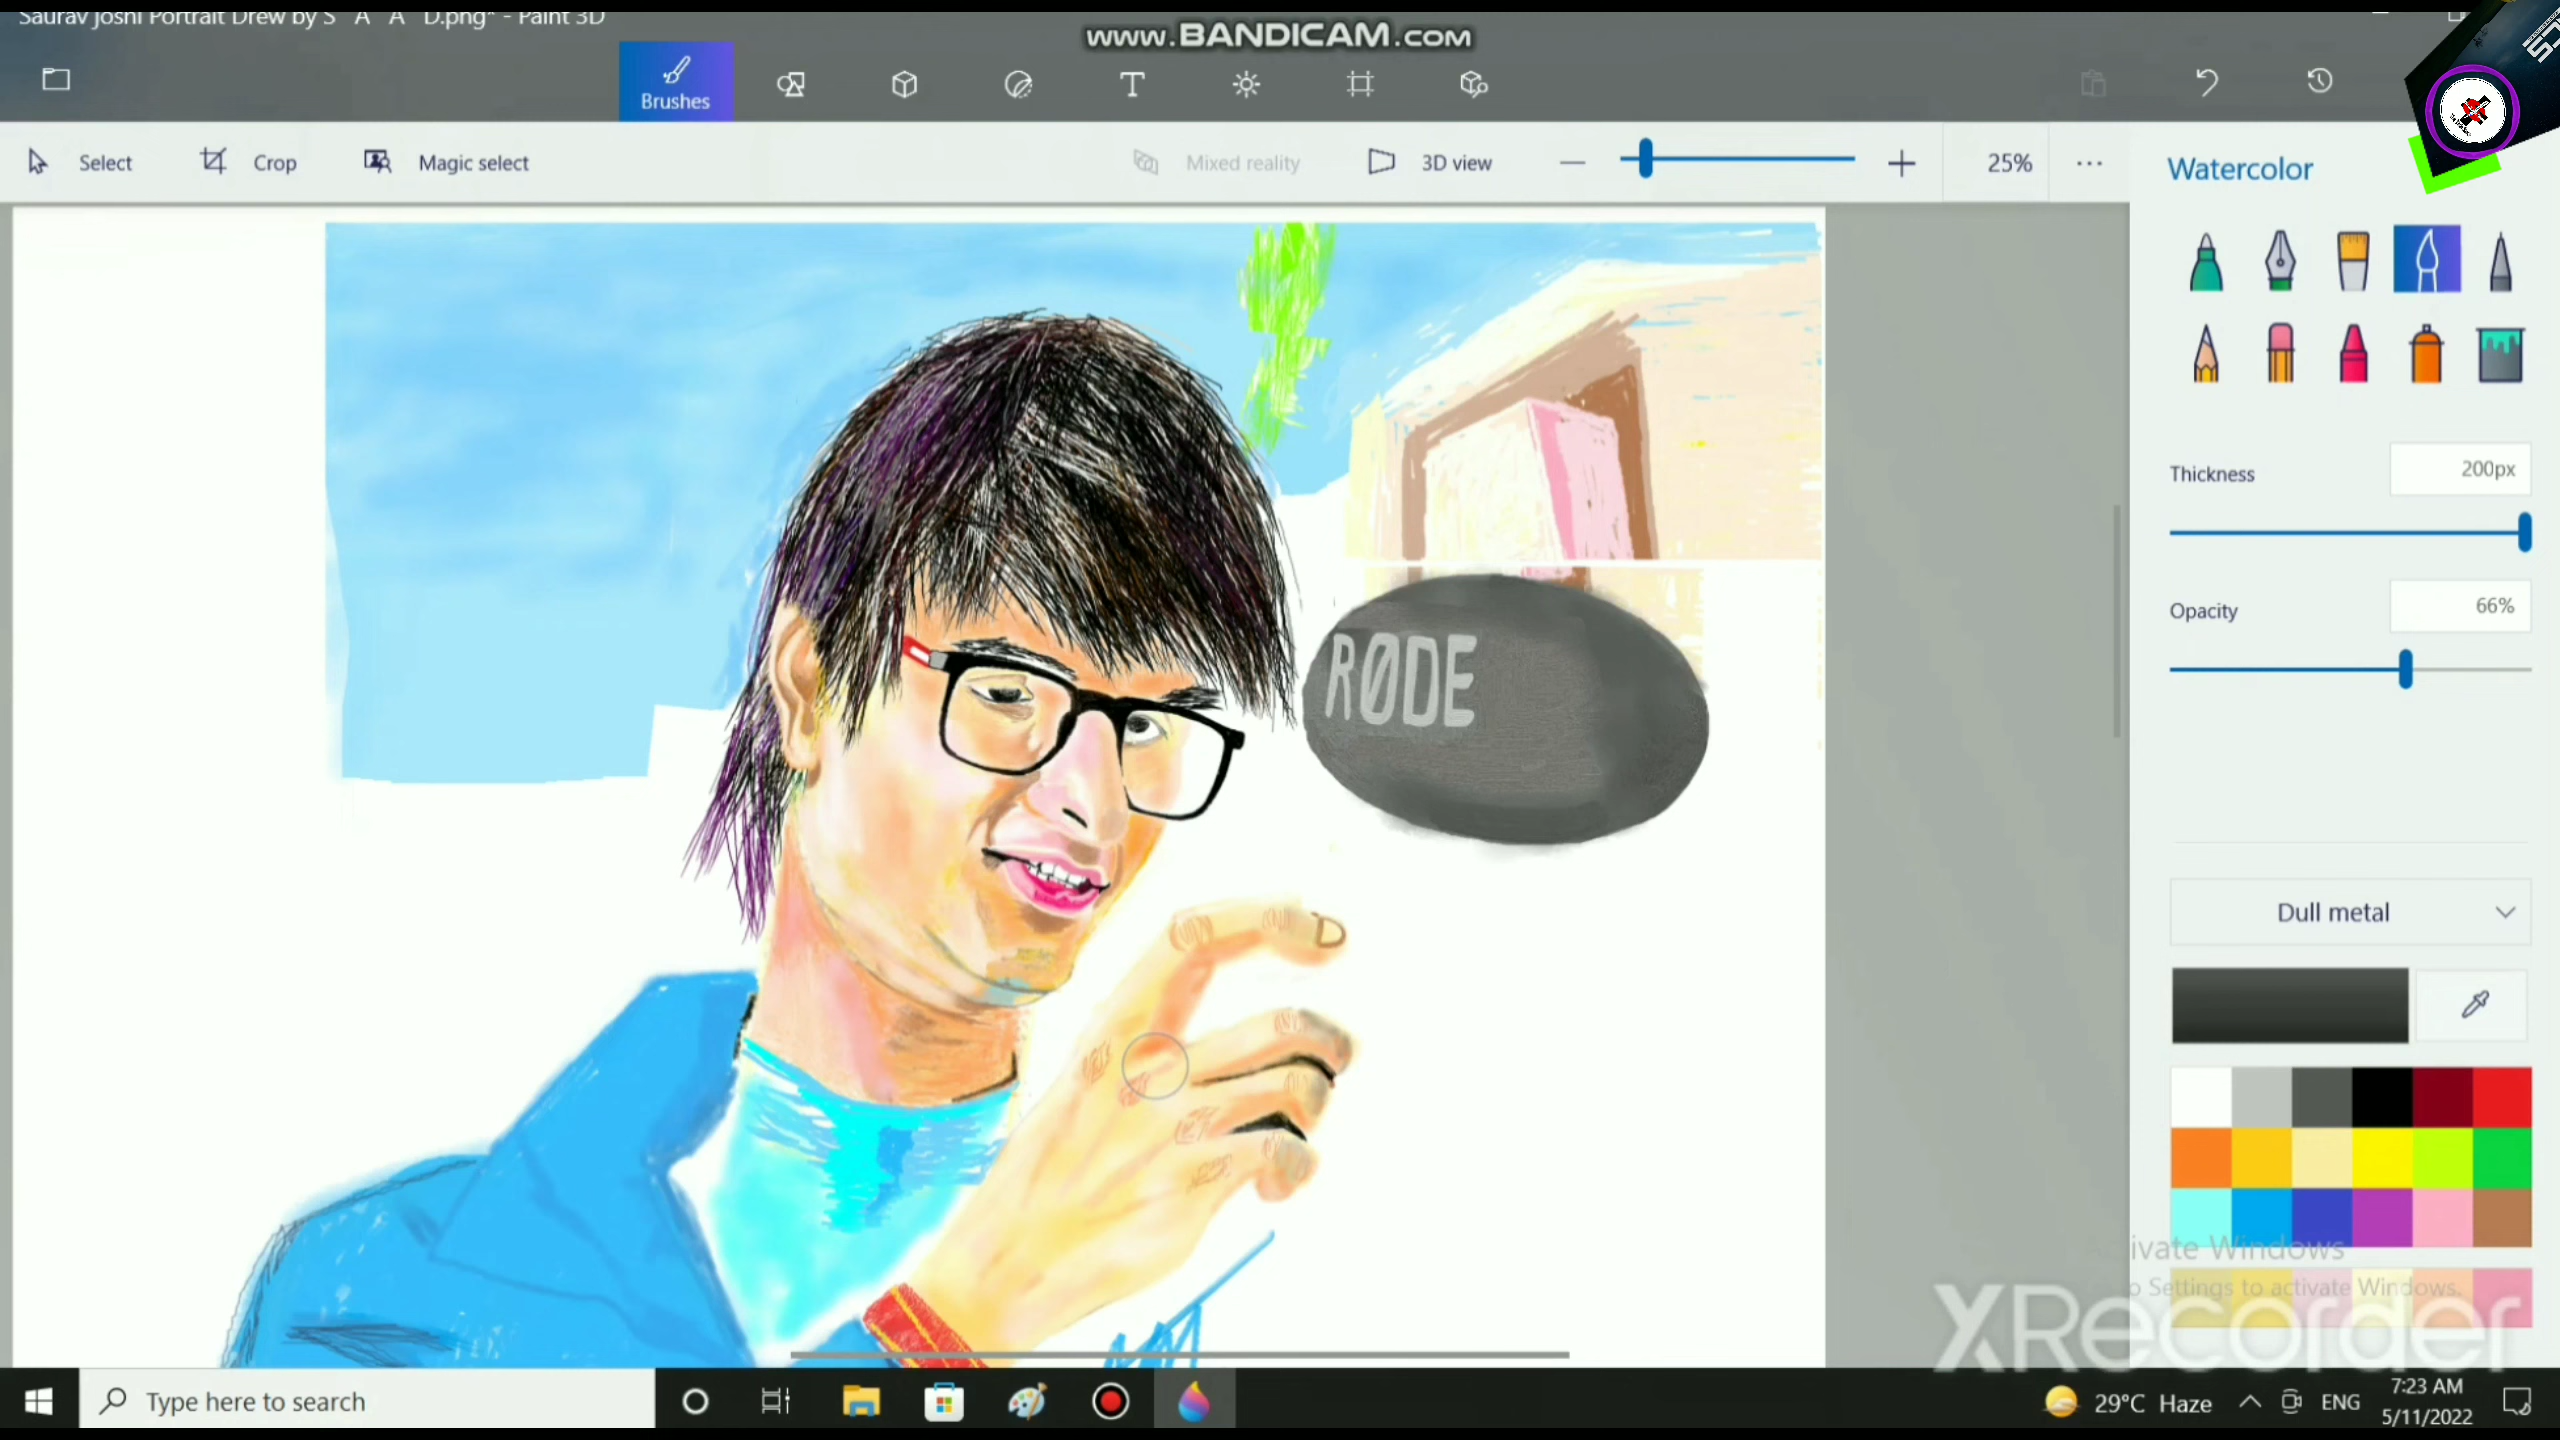 Saurav Joshi Portrait Drew by S A A D.png* - Paint 3D
www.BANDICAM.com
Brushes
Select
Crop
Magic select
Mixed reality
3D view
25%
Watercolor
Thickness
200px
Opacity
66%
RØDE
Dull metal
Activate Windows
o Settings to activate Windows.
XRecorder
Type here to search
29°C Haze
ENG
7:23 AM
5/11/2022